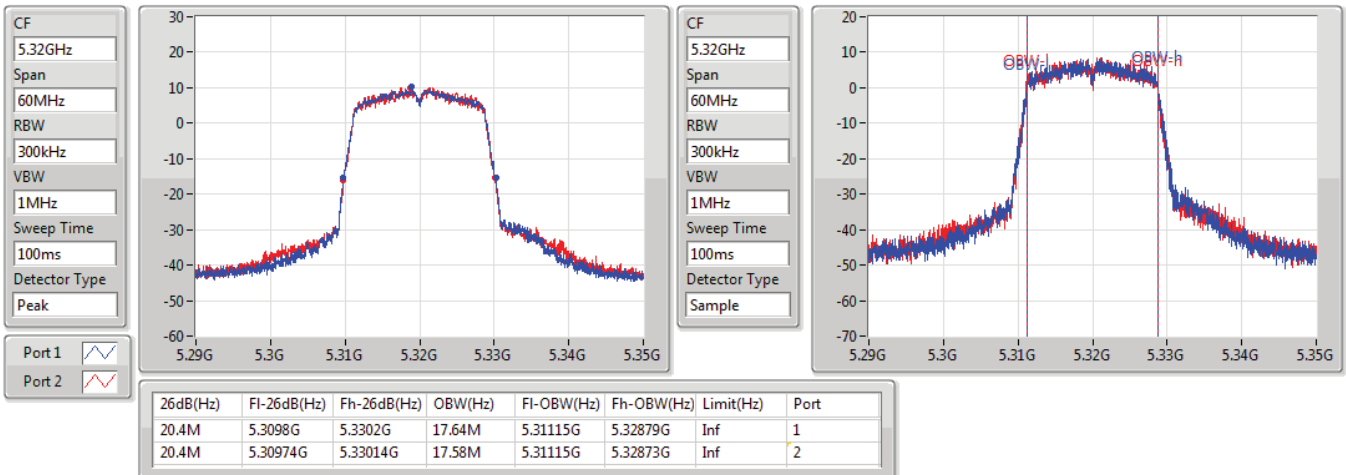 CF
5.32GHz
Span
60MHz
RBW
300kHz
VBW
1MHz
Sweep Time
100ms
Detector Type
Peak
30
20
10
0
-10
-20
-30
-40
-50
-60
5.29G 5.3G 5.31G 5.32G 5.33G 5.34G 5.35G
Port 1
Port 2
CF
5.32GHz
Span
60MHz
RBW
300kHz
VBW
1MHz
Sweep Time
100ms
Detector Type
Sample
20
10
0
-10
-20
-30
-40
-50
-60
-70
OBW-l OBW-h
OBW-l OBW-h
5.29G 5.3G 5.31G 5.32G 5.33G 5.34G 5.35G
26dB(Hz) Fl-26dB(Hz) Fh-26dB(Hz) OBW(Hz) Fl-OBW(Hz) Fh-OBW(Hz) Limit(Hz) Port
20.4M 5.3098G 5.3302G 17.64M 5.31115G 5.32879G Inf 1
20.4M 5.30974G 5.33014G 17.58M 5.31115G 5.32873G Inf 2